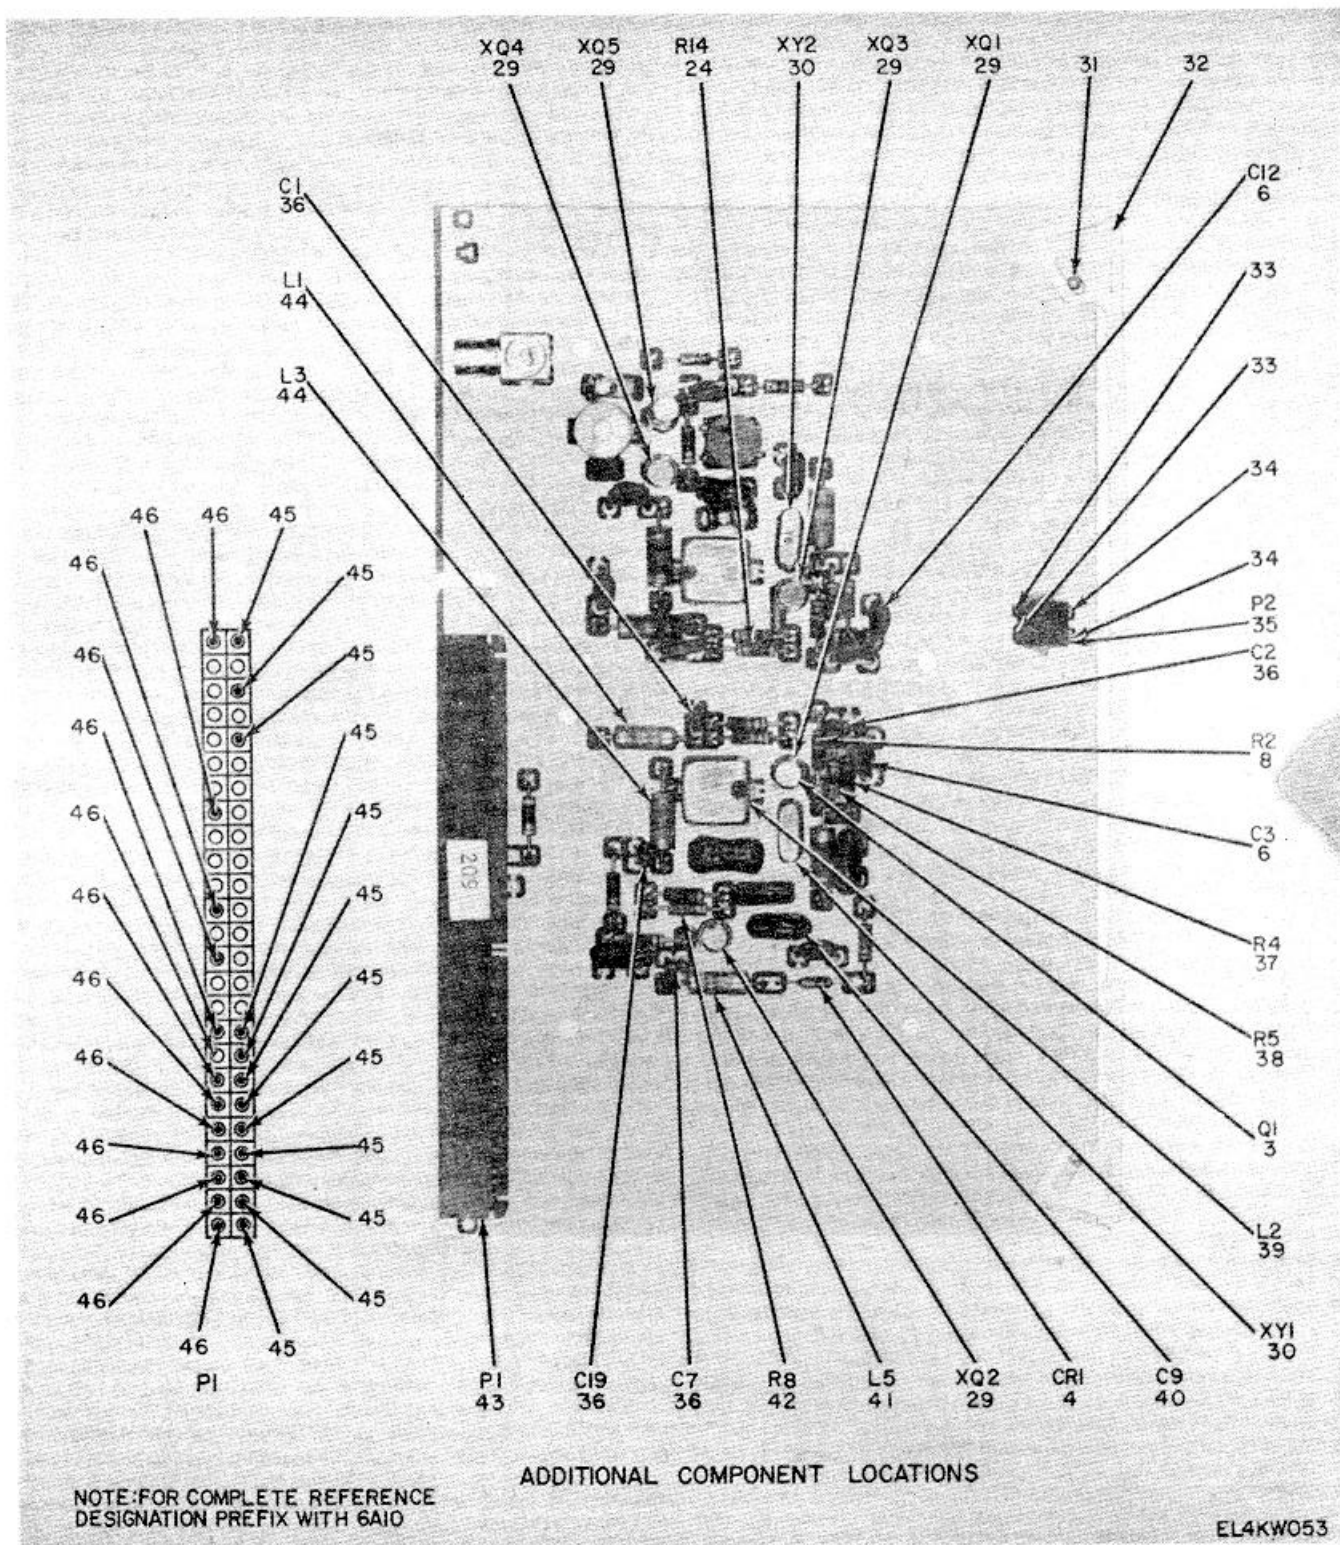 XQ4 XQ5 R14 XY2 XQ3 XQ1
29 29 24 30 29 29 31 32
C12
6
C1
36
33
L1
44
33
L3
44
34
46 46 45
46 45
34
P2
35
46 45
C2
36
46 45
R2
8
46 45
C3
6
209
46
R4
37
46 45
R5
38
46 45
Q1
3
46 45
46 45
L2
39
46 45
XY1
30
46 45
P1
P1 C19 C7 R8 L5 XQ2 CR1 C9
43 36 36 42 41 29 4 40
ADDITIONAL COMPONENT LOCATIONS
NOTE:FOR COMPLETE REFERENCE
DESIGNATION PREFIX WITH 6A10
EL4KW053